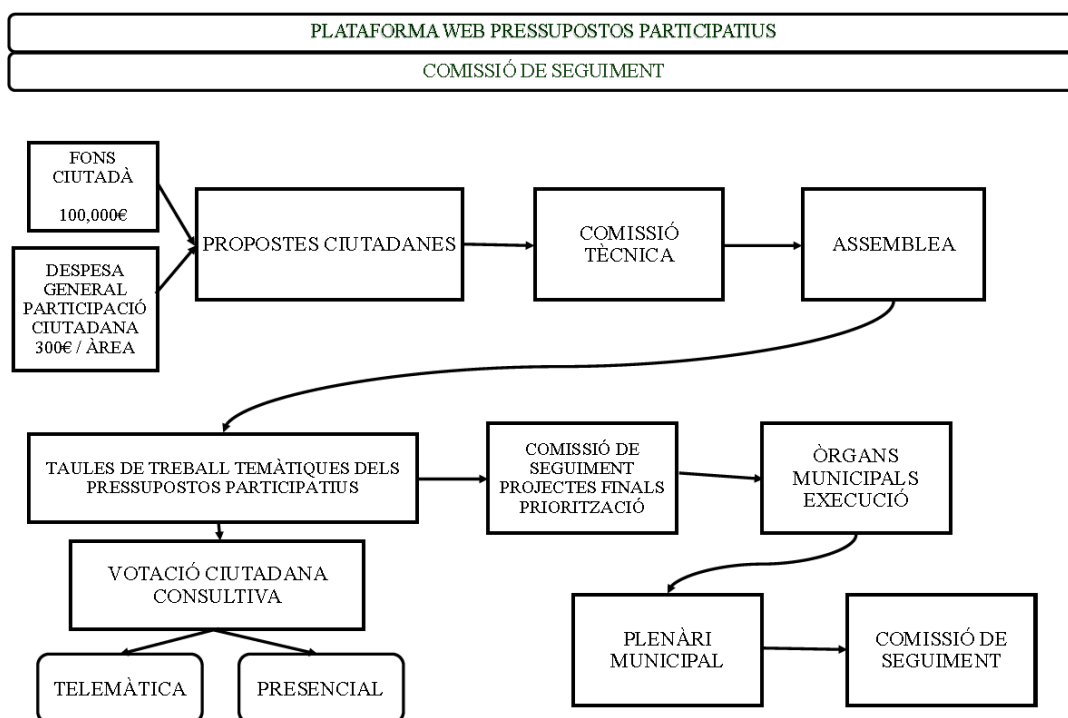 PLATAFORMA WEB PRESSUPOSTOS PARTICIPATIUS
COMISSIÓ DE SEGUIMENT
FONS
CIUTADÀ
100,000€
DESPESA
GENERAL
PARTICIPACIÓ
CIUTADANA
300€ / ÀREA
PROPOSTES CIUTADANES
COMISSIÓ
TÈCNICA
ASSEMBLEA
TAULES DE TREBALL TEMÀTIQUES DELS
PRESSUPOSTOS PARTICIPATIUS
COMISSIÓ DE
SEGUIMENT
PROJECTES FINALS
PRIORITZACIÓ
ÒRGANS
MUNICIPALS
EXECUCIÓ
VOTACIÓ CIUTADANA
CONSULTIVA
TELEMÀTICA
PRESENCIAL
PLENÀRI
MUNICIPAL
COMISSIÓ DE
SEGUIMENT